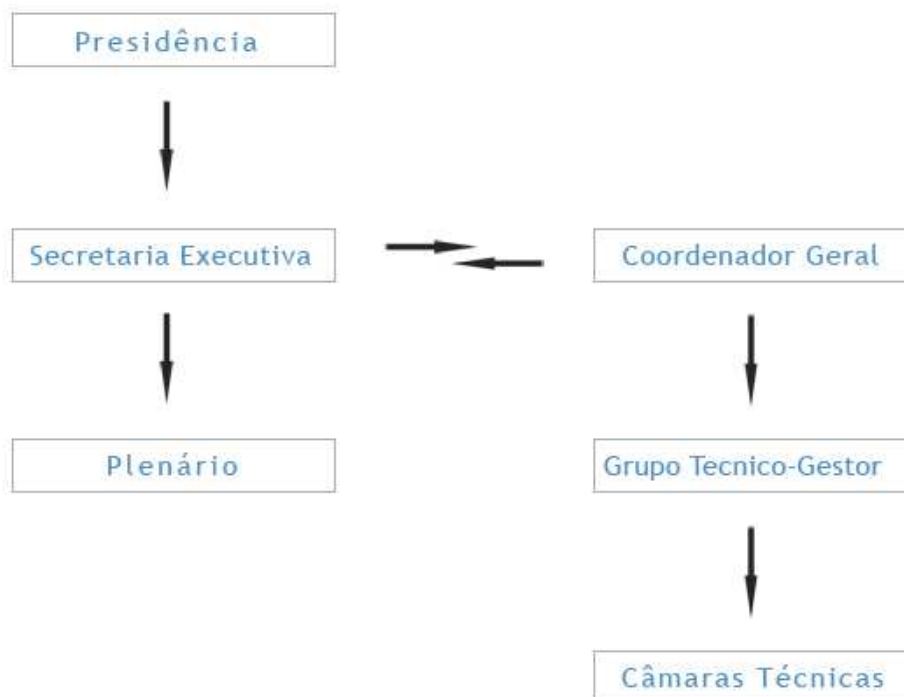 Presidência
Secretaria Executiva
Coordenador Geral
Plenário
Grupo Tecnico-Gestor
Câmaras Técnicas